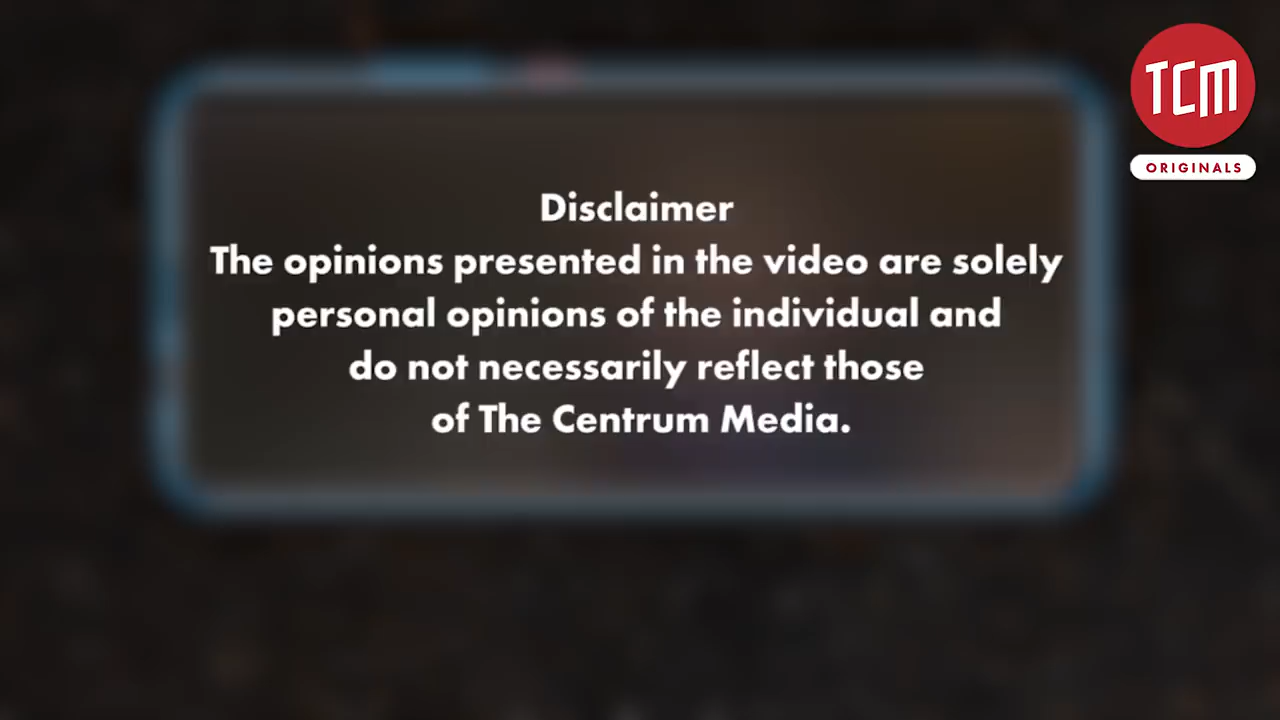 TCM
ORIGINALS
Disclaimer
The opinions presented in the video are solely
personal opinions of the individual and
do not necessarily reflect those
of The Centrum Media.